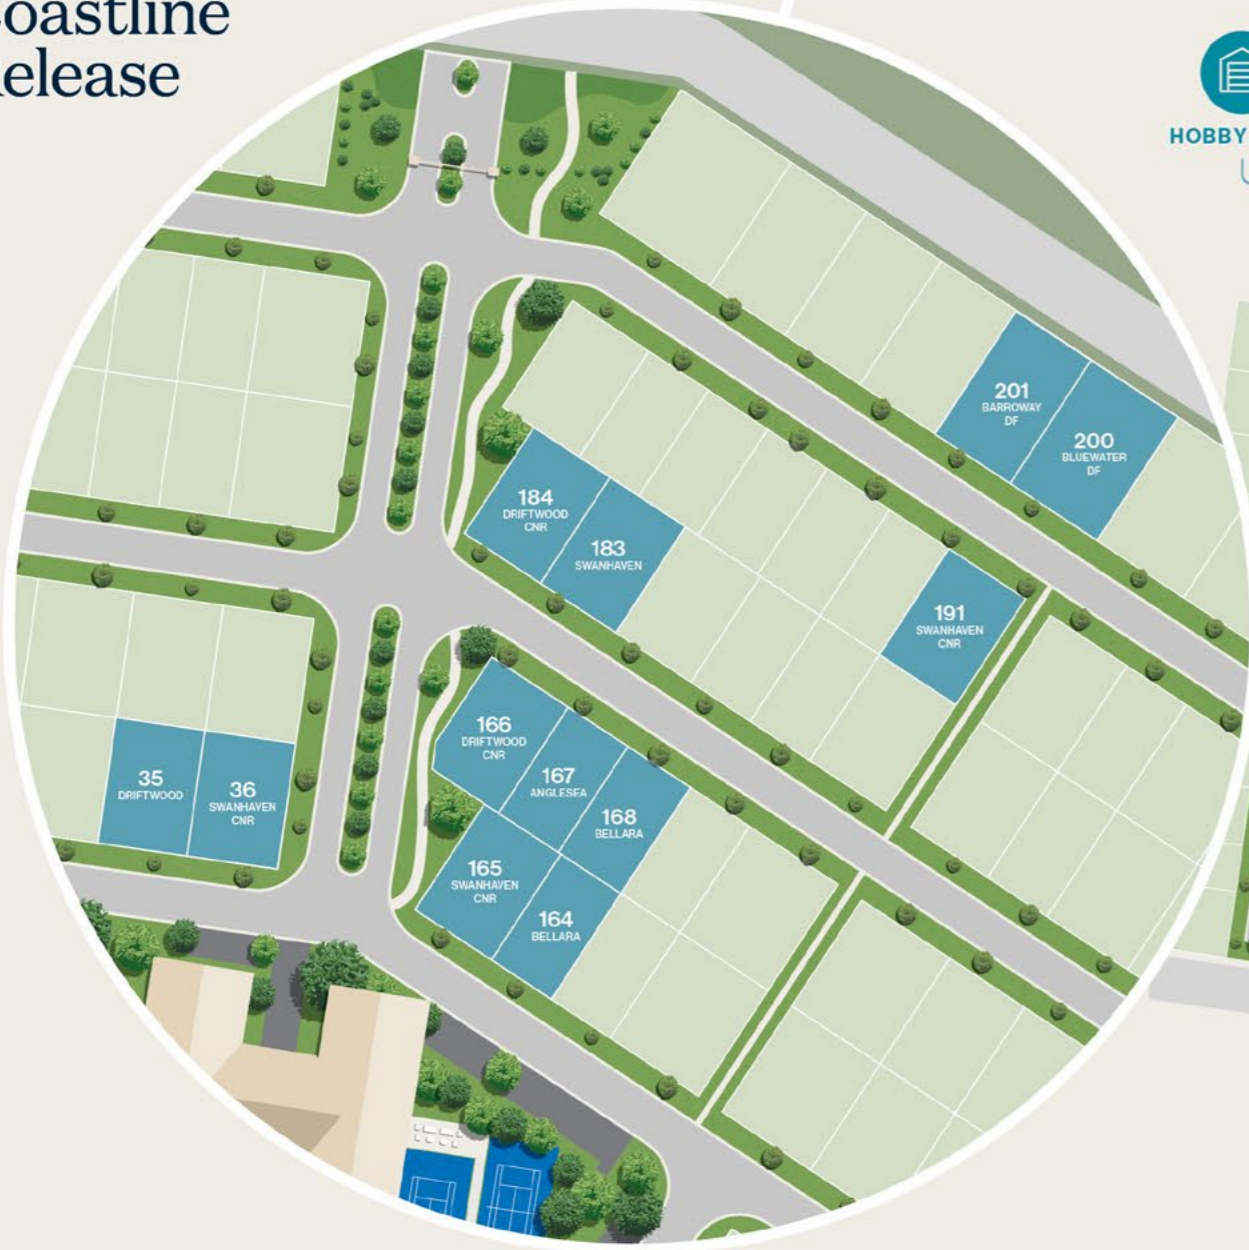 oastline
elease
HOBBY
201
BARROWAY
DF
200
BLUEWATER
DF
184
DRIFTWOOD
CNR
183
SWANHAVEN
191
SWANHAVEN
CNR
166
DRIFTWOOD
CNR
167
ANGLESEA
168
BELLARA
35
DRIFTWOOD
36
SWANHAVEN
CNR
165
SWANHAVEN
CNR
164
BELLARA